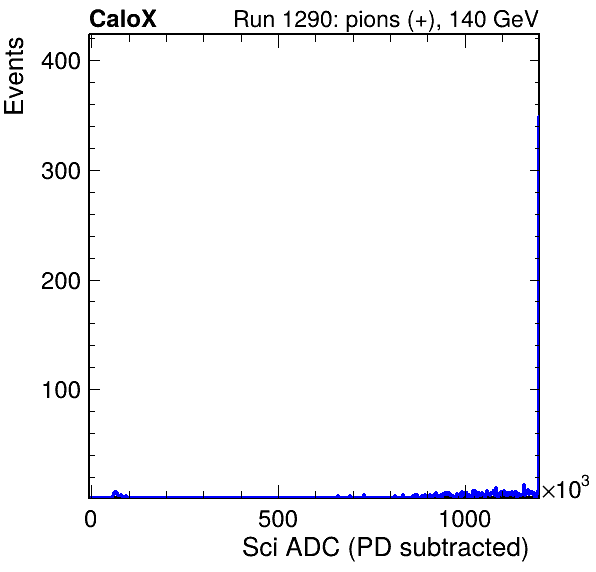 CaloX Run 1290: pions (+), 140 GeV
Events
400
300
200
100
×10³
0 500 1000
Sci ADC (PD subtracted)